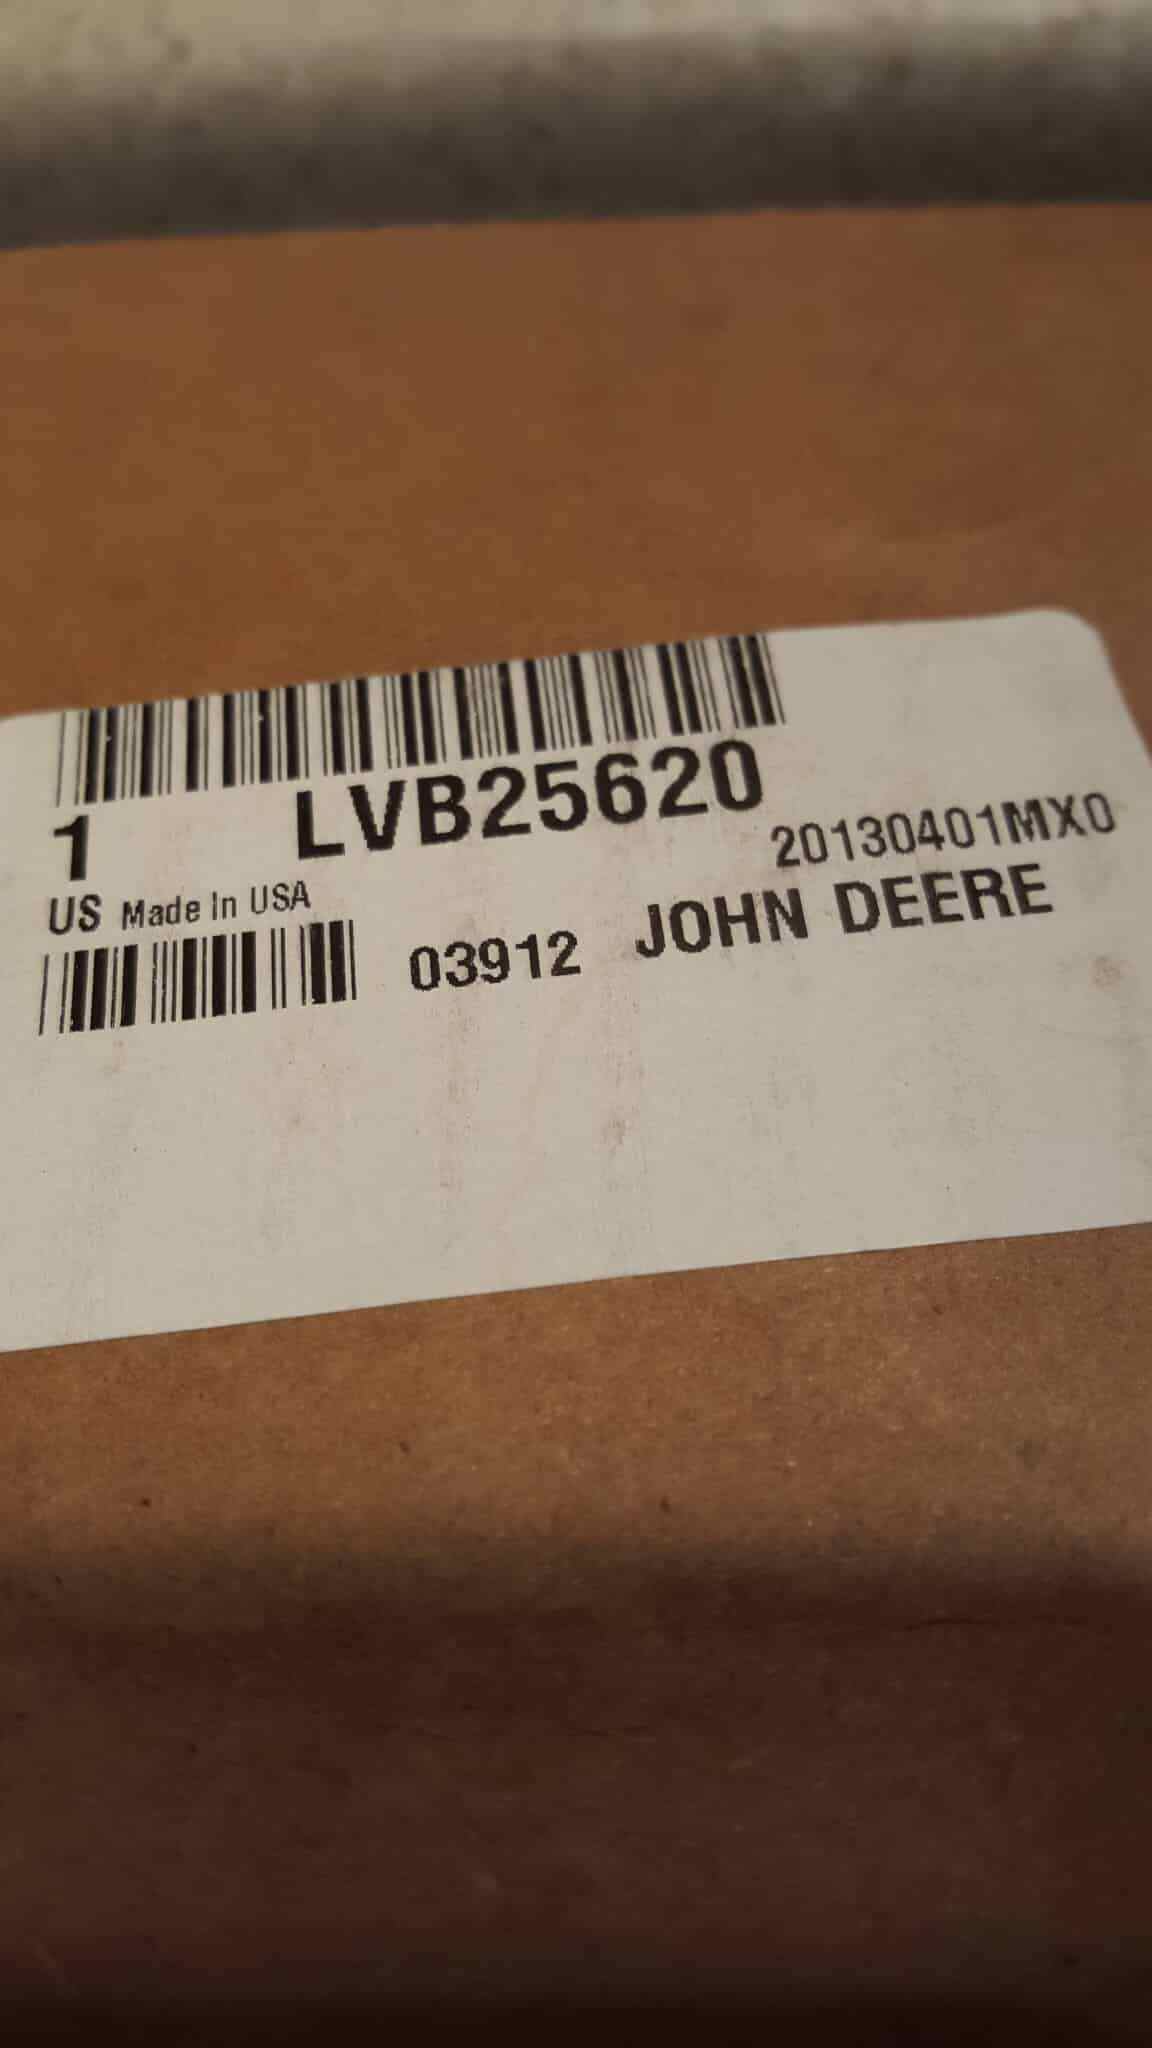 1 LVB25620
20130401MX0
US Made In USA
03912 JOHN DEERE